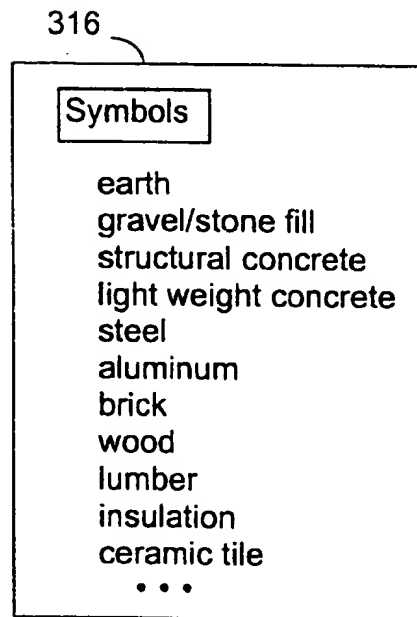 316
Symbols
earth
gravel/stone fill
structural concrete
light weight concrete
steel
aluminum
brick
wood
lumber
insulation
ceramic tile
• • •